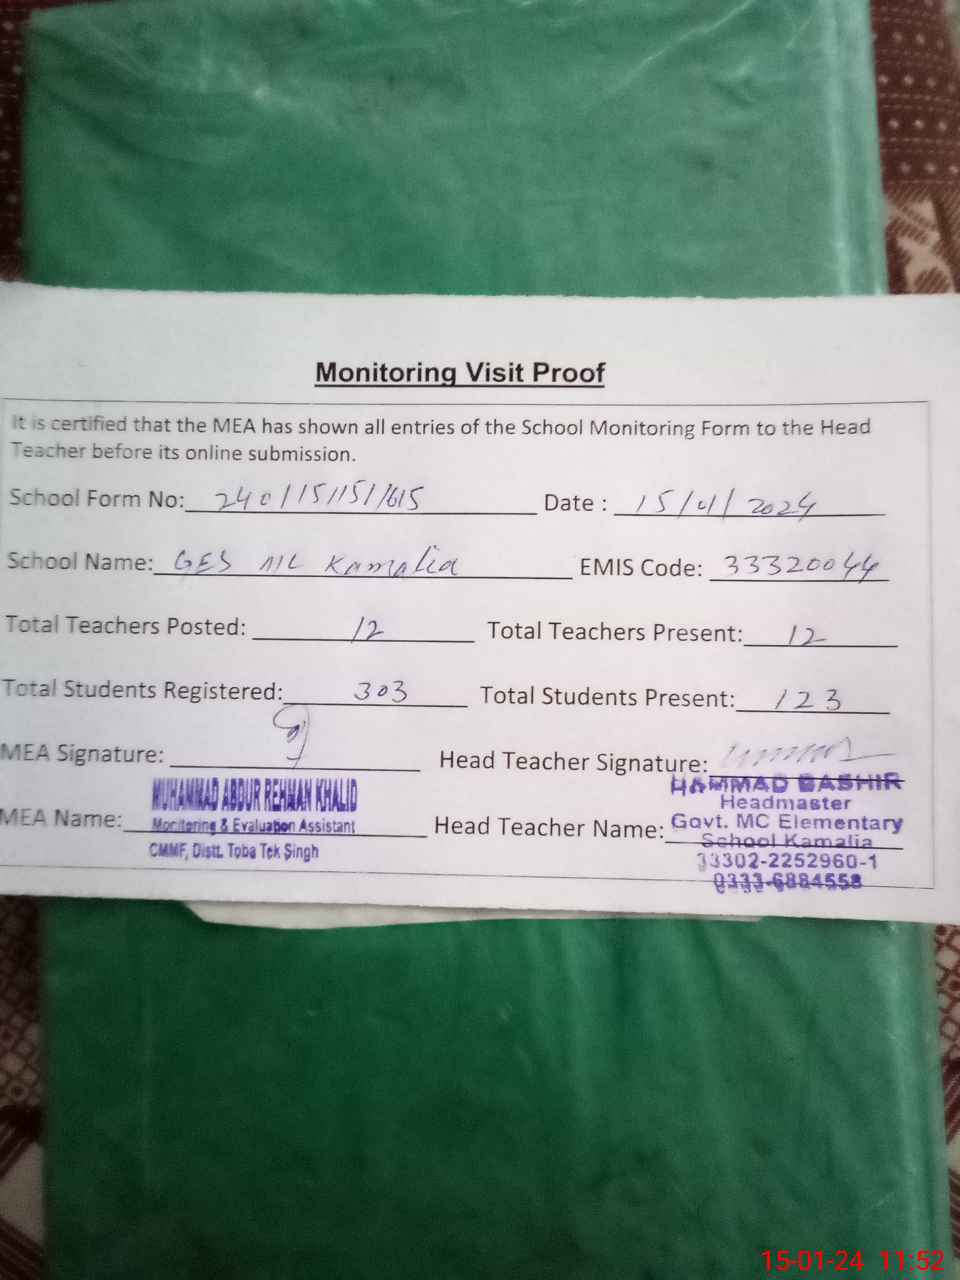 Monitoring Visit Proof
It is certified that the MEA has shown all entries of the School Monitoring Form to the Head
Teacher before its online submission.
School Form No: 24011511511615 Date : 15/01/2024
School Name: GES MC Kamalia EMIS Code: 33320044
Total Teachers Posted: 12 Total Teachers Present: 12
Total Students Registered: 303 Total Students Present: 123
MEA Signature: Head Teacher Signature:
MEA Name: MUHAMMAD ABDUR REHMAN KHALID
Monitoring & Evaluation Assistant
CMMF, Distt. Toba Tek Singh
Head Teacher Name: HAMMAD BASHIR
Headmaster
Govt. MC Elementary
School Kamalia
33302-2252960-1
0333-6884558
15-01-24 11:52